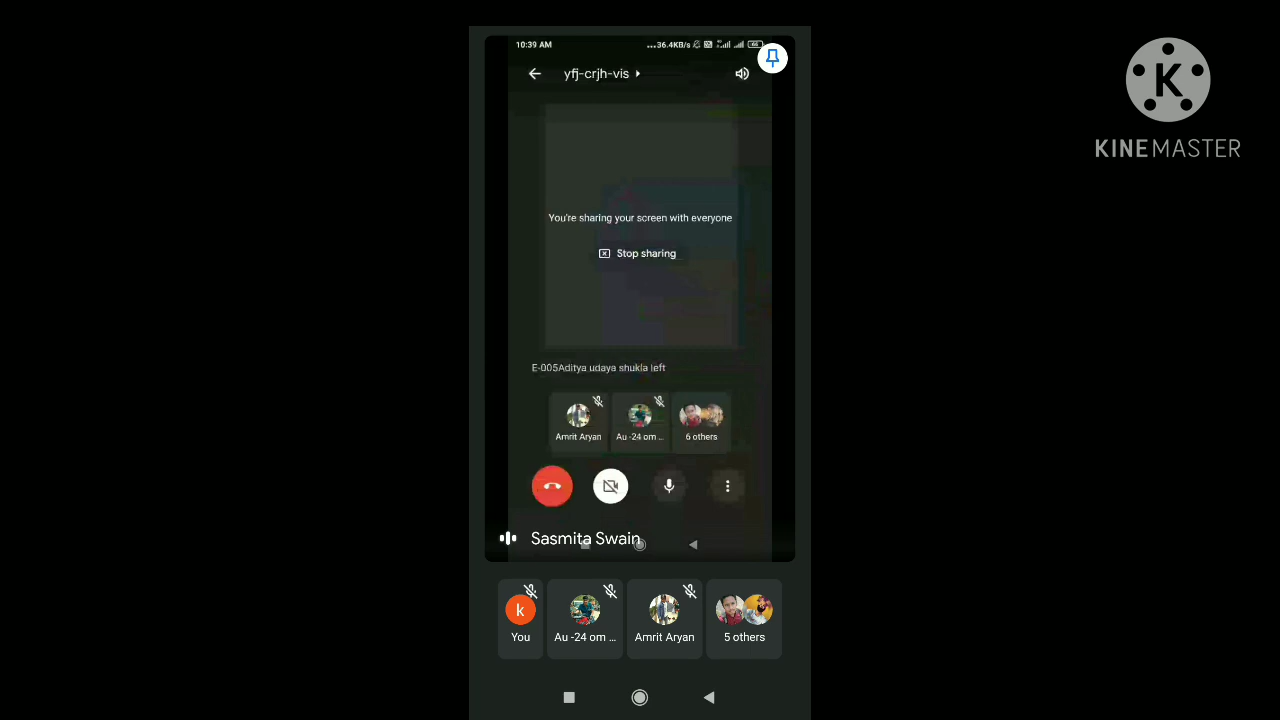 10:39 AM
...36.4KB/s
yfj-crjh-vis
You're sharing your screen with everyone
Stop sharing
E-005Aditya udaya shukla left
Amrit Aryan
Au -24 om ...
6 others
Sasmita Swain
k
You
Au -24 om ...
Amrit Aryan
5 others
K
KINEMASTER